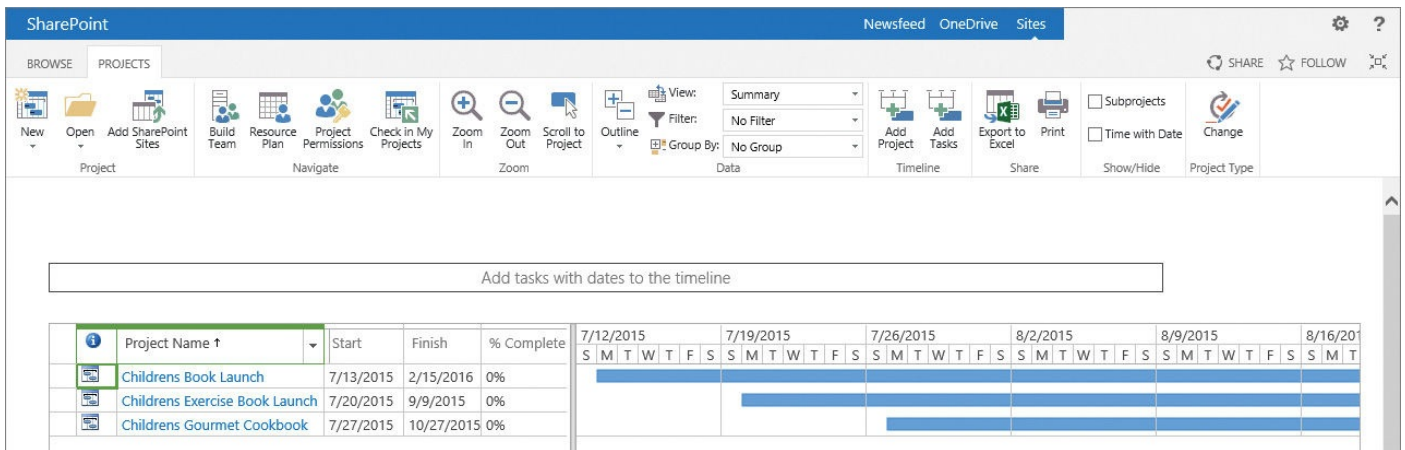 SharePoint Newsfeed OneDrive Sites ?
BROWSE PROJECTS SHARE FOLLOW
New Open Add SharePoint Sites Build Team Resource Plan Project Permissions Check in My Projects Zoom In Zoom Out Scroll to Project Outline View: Summary Add Project Add Tasks Export to Excel Print Subprojects Change
Filter: No Filter Time with Date
Group By: No Group
Project Navigate Zoom Data Timeline Share Show/Hide Project Type
Add tasks with dates to the timeline
Project Name Start Finish % Complete 7/12/2015 7/19/2015 7/26/2015 8/2/2015 8/9/2015 8/16/201
S M T W T F S S M T W T F S S M T W T F S S M T W T F S S M T W T F S S M T
Childrens Book Launch 7/13/2015 2/15/2016 0%
Childrens Exercise Book Launch 7/20/2015 9/9/2015 0%
Childrens Gourmet Cookbook 7/27/2015 10/27/2015 0%